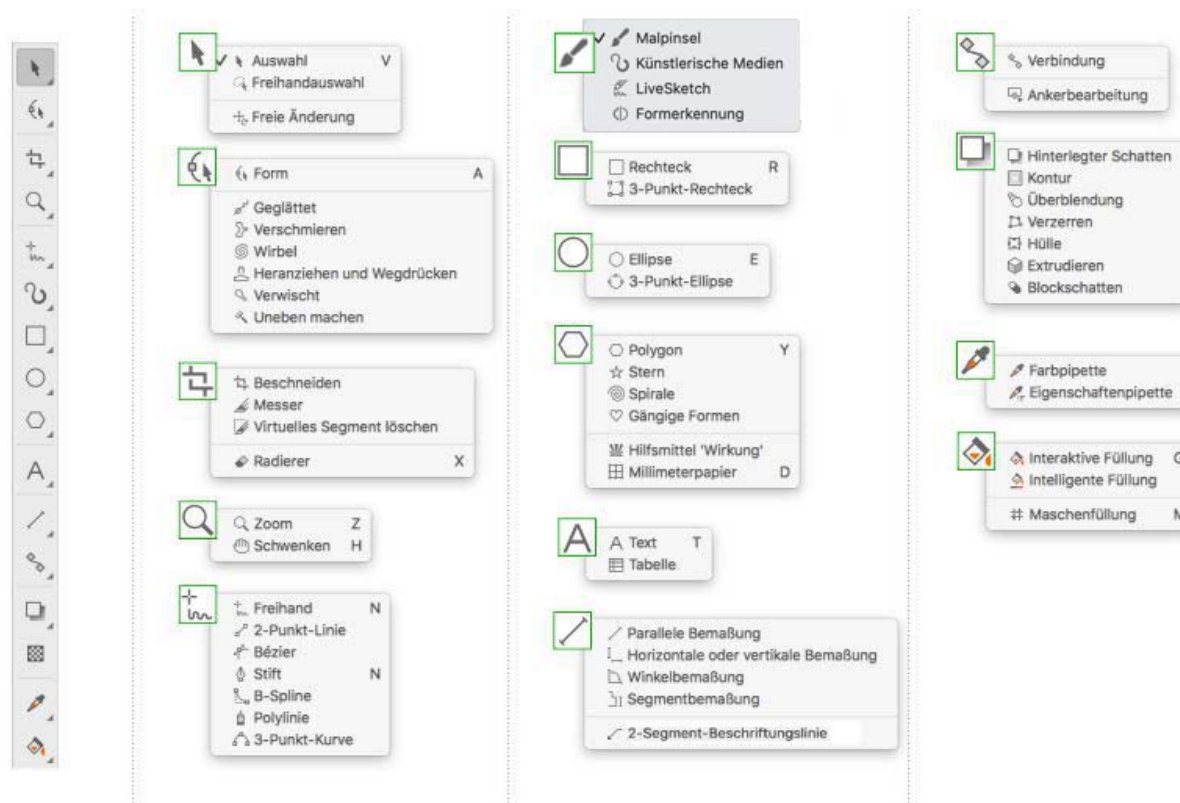 Auswahl V
Freihandauswahl
Freie Änderung
Form A
Geglättet
Verschmieren
Wirbel
Heranziehen und Wegdrücken
Verwischt
Uneben machen
Beschneiden
Messer
Virtuelles Segment löschen
Radierer X
Zoom Z
Schwenken H
Freihand N
2-Punkt-Linie
Bézier
Stift N
B-Spline
Polylinie
3-Punkt-Kurve
Malpinsel
Künstlerische Medien
LiveSketch
Formerkennung
Rechteck R
3-Punkt-Rechteck
Ellipse E
3-Punkt-Ellipse
Polygon Y
Stern
Spirale
Gängige Formen
Hilfsmittel 'Wirkung'
Millimeterpapier D
Text T
Tabelle
Parallele Bemaßung
Horizontale oder vertikale Bemaßung
Winkelbemaßung
Segmentbemaßung
2-Segment-Beschriftungslinie
Verbindung
Ankerbearbeitung
Hinterlegter Schatten
Kontur
Überblendung
Verzerren
Hülle
Extrudieren
Blockschatten
Farbpipette
Eigenschaftenpipette
Interaktive Füllung
Intelligente Füllung
Maschenfüllung